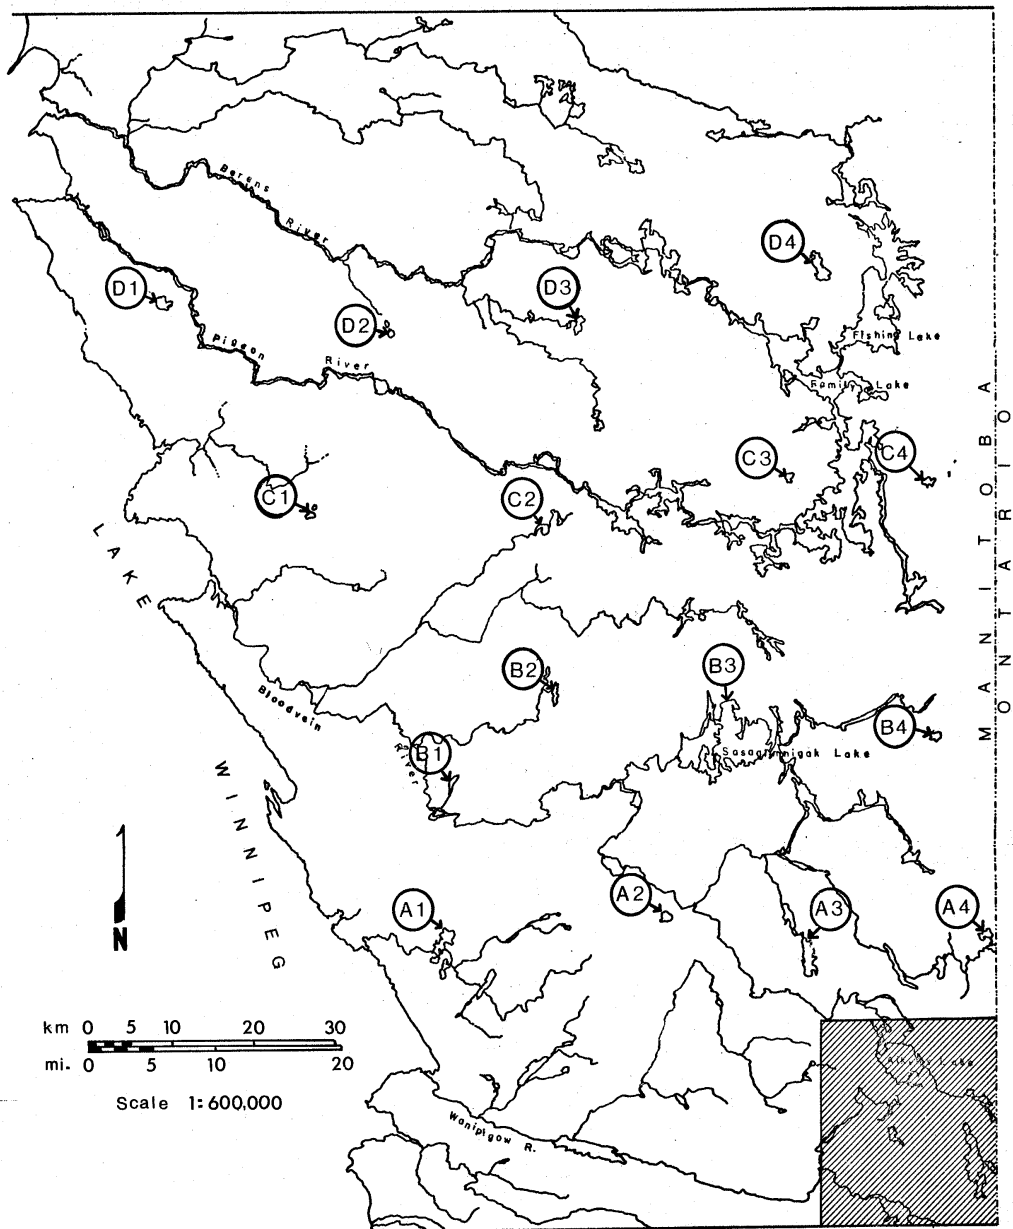 Berens
River
D4
D1
D3
D2
Pigeon
River
Fishing Lake
Family Lake
C3
C4
C1
C2
LAKE
WINNIPEG
MANITOBA
ONTARIO
B2
B3
Bloodvein
River
B1
B4
Sasaginnigak Lake
A1
A2
A3
A4
N
km 0 5 10 20 30
mi. 0 5 10 20
Scale 1:600,000
Lake
Wanipigow R.